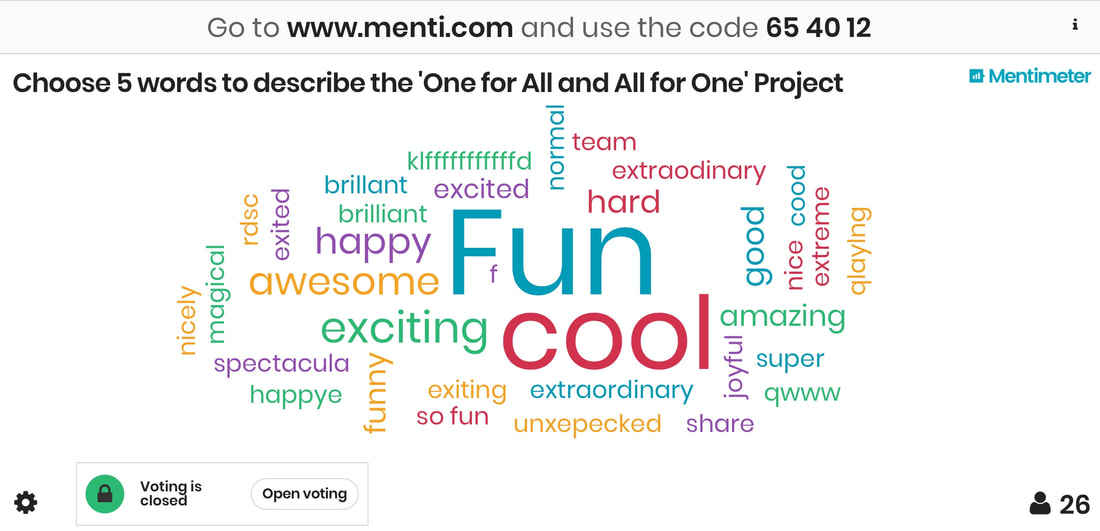 Go to www.menti.com and use the code 65 40 12
i
Choose 5 words to describe the 'One for All and All for One' Project
Mentimeter
normal
team
klfffffffffffd
extraodinary
brillant
excited
hard
cood
rdsc
exited
brilliant
happy
Fun
f
good
nice
extreme
qlaylng
magical
awesome
nicely
exciting
cool
amazing
spectacula
funny
joyful
super
happye
exiting
extraordinary
qwww
so fun
unxepecked
share
Voting is
closed
Open voting
26